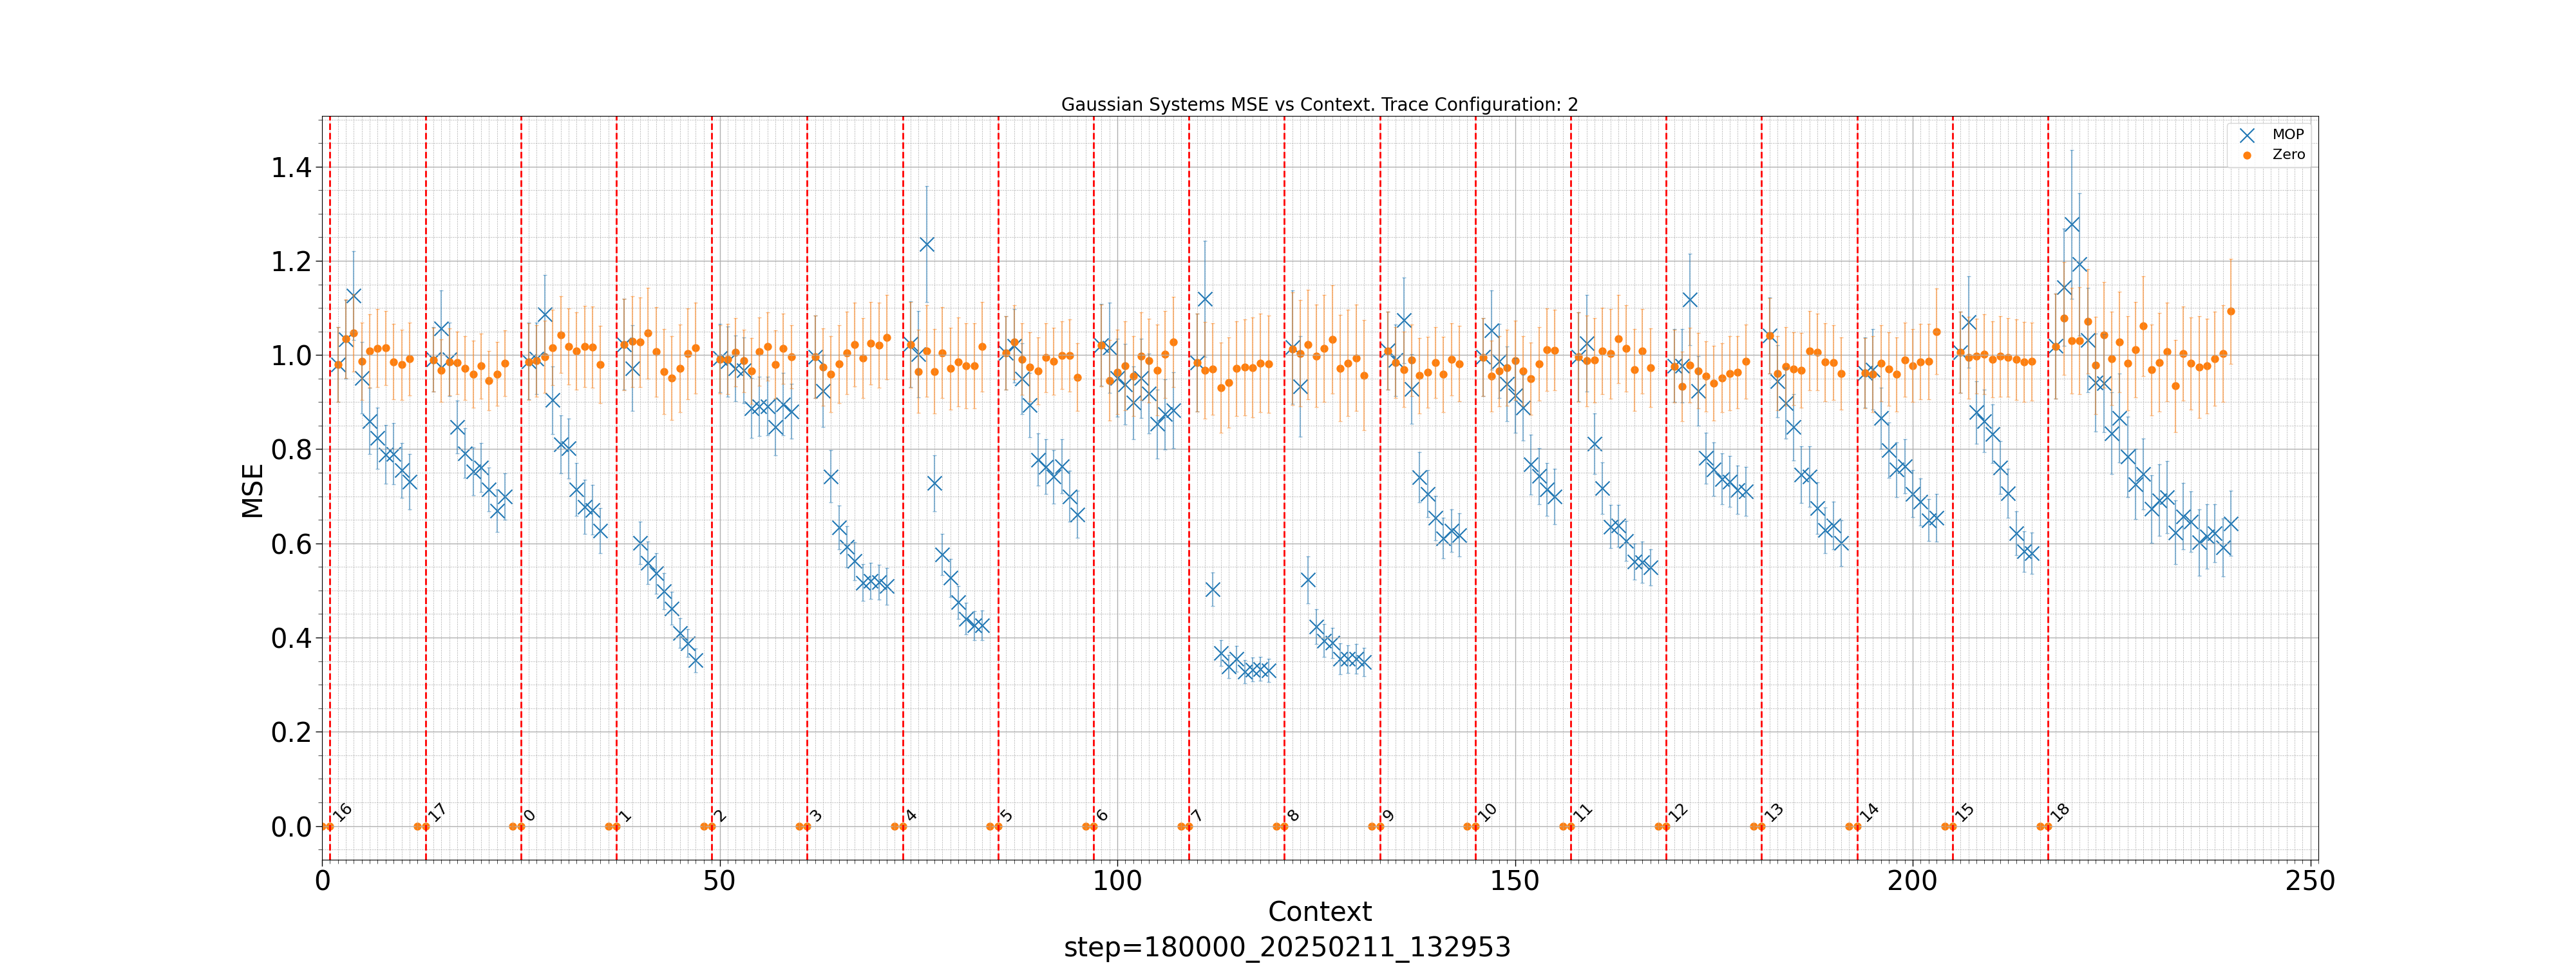 Gaussian Systems MSE vs Context. Trace Configuration: 2
MOP
Zero
MSE
1.4
1.2
1.0
0.8
0.6
0.4
0.2
0.0
16 17 0 1 2 3 4 5 6 7 8 9 10 11 12 13 14 15 18
0 50 100 150 200 250
Context
step=180000_20250211_132953